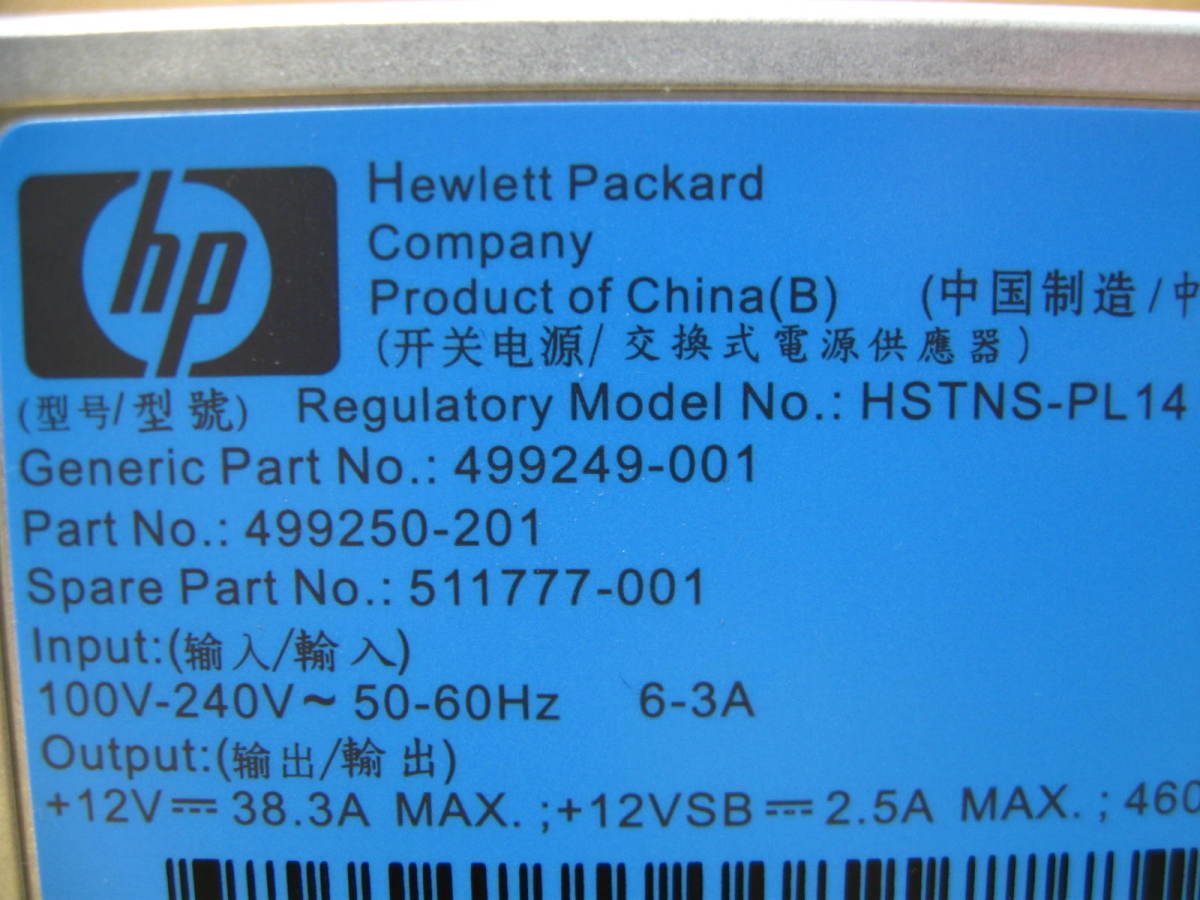 hp
Hewlett Packard
Company
Product of China(B) (中国制造/中
(开关电源/交換式電源供應器)
(型号/型號) Regulatory Model No.: HSTNS-PL14
Generic Part No.: 499249-001
Part No.: 499250-201
Spare Part No.: 511777-001
Input:(输入/輸入)
100V-240V~ 50-60Hz 6-3A
Output:(输出/輸出)
+12V⎓ 38.3A MAX. ;+12VSB⎓ 2.5A MAX. ; 460